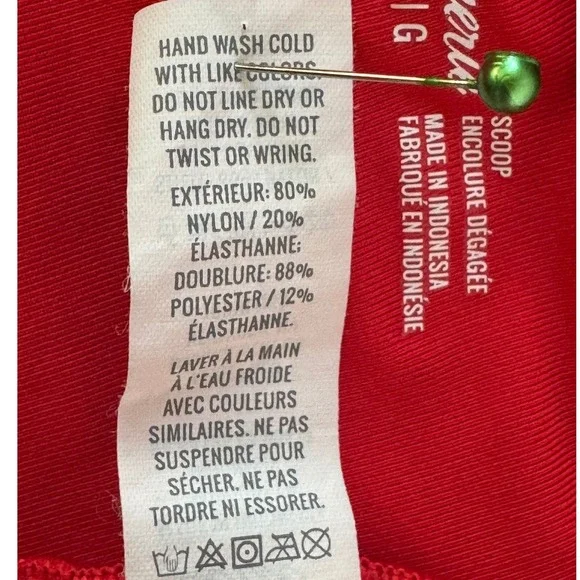 HAND WASH COLD
WITH LIKE COLORS.
DO NOT LINE DRY OR
HANG DRY. DO NOT
TWIST OR WRING.
EXTÉRIEUR: 80%
NYLON / 20%
ÉLASTHANNE;
DOUBLURE: 88%
POLYESTER / 12%
ÉLASTHANNE.
LAVER À LA MAIN
À L'EAU FROIDE
AVEC COULEURS
SIMILAIRES. NE PAS
SUSPENDRE POUR
SÉCHER. NE PAS
TORDRE NI ESSORER.
| G
SCOOP
ENCOLURE DÉGAGÉE
MADE IN INDONESIA
FABRIQUÉ EN INDONÉSIE